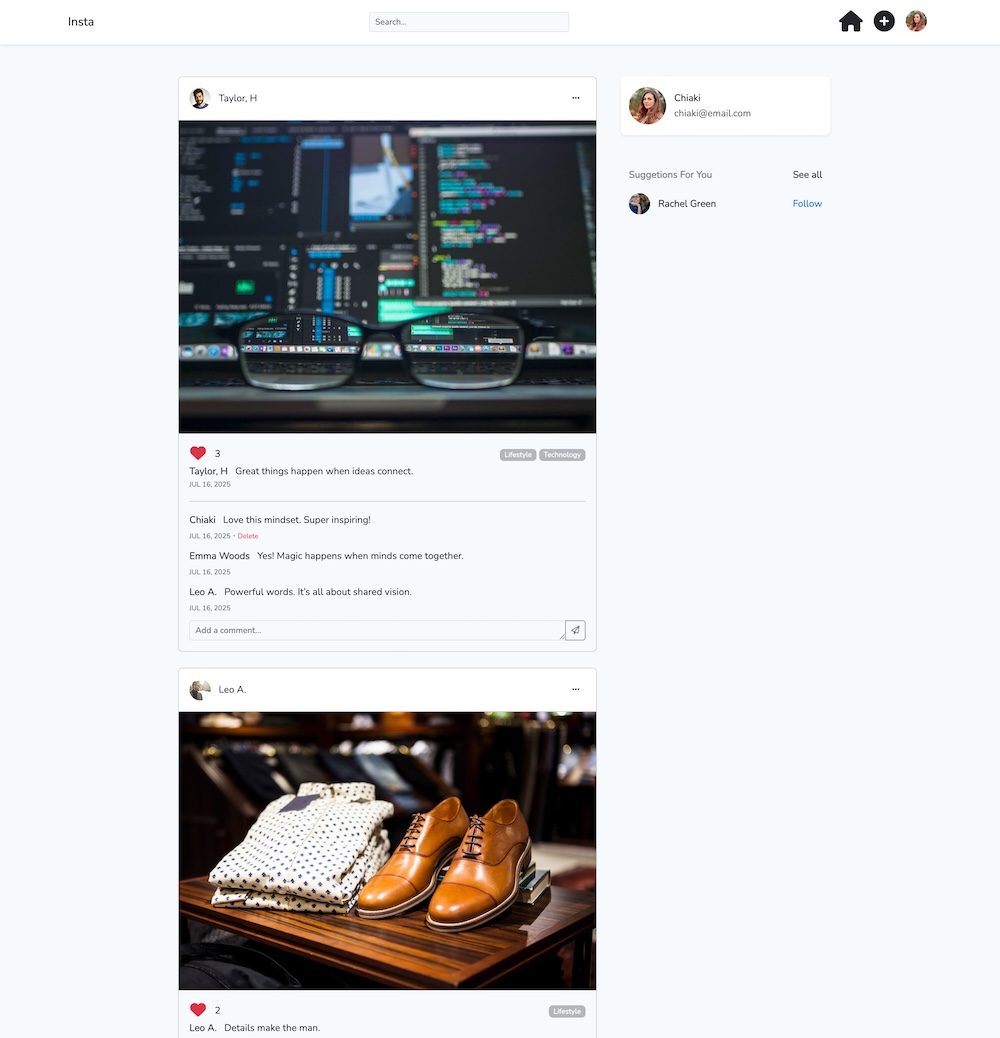 Insta
Search...
Taylor, H
...
3
Lifestyle Technology
Taylor, H Great things happen when ideas connect.
JUL 16, 2025
Chiaki Love this mindset. Super inspiring!
JUL 16, 2025 · Delete
Emma Woods Yes! Magic happens when minds come together.
JUL 16, 2025
Leo A. Powerful words. It's all about shared vision.
JUL 16, 2025
Add a comment...
Leo A.
...
2
Lifestyle
Leo A. Details make the man.
Chiaki
chiaki@email.com
Suggetions For You See all
Rachel Green Follow